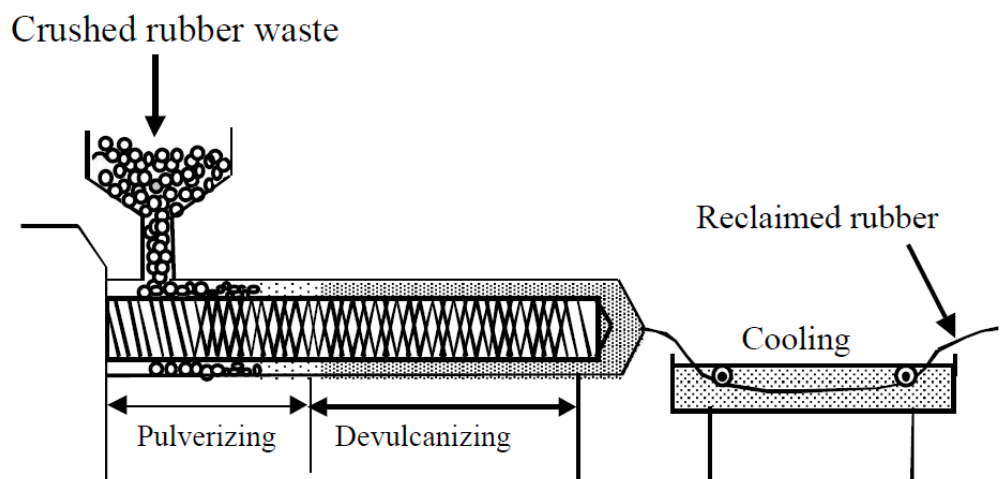 Crushed rubber waste
Reclaimed rubber
Cooling
Pulverizing
Devulcanizing